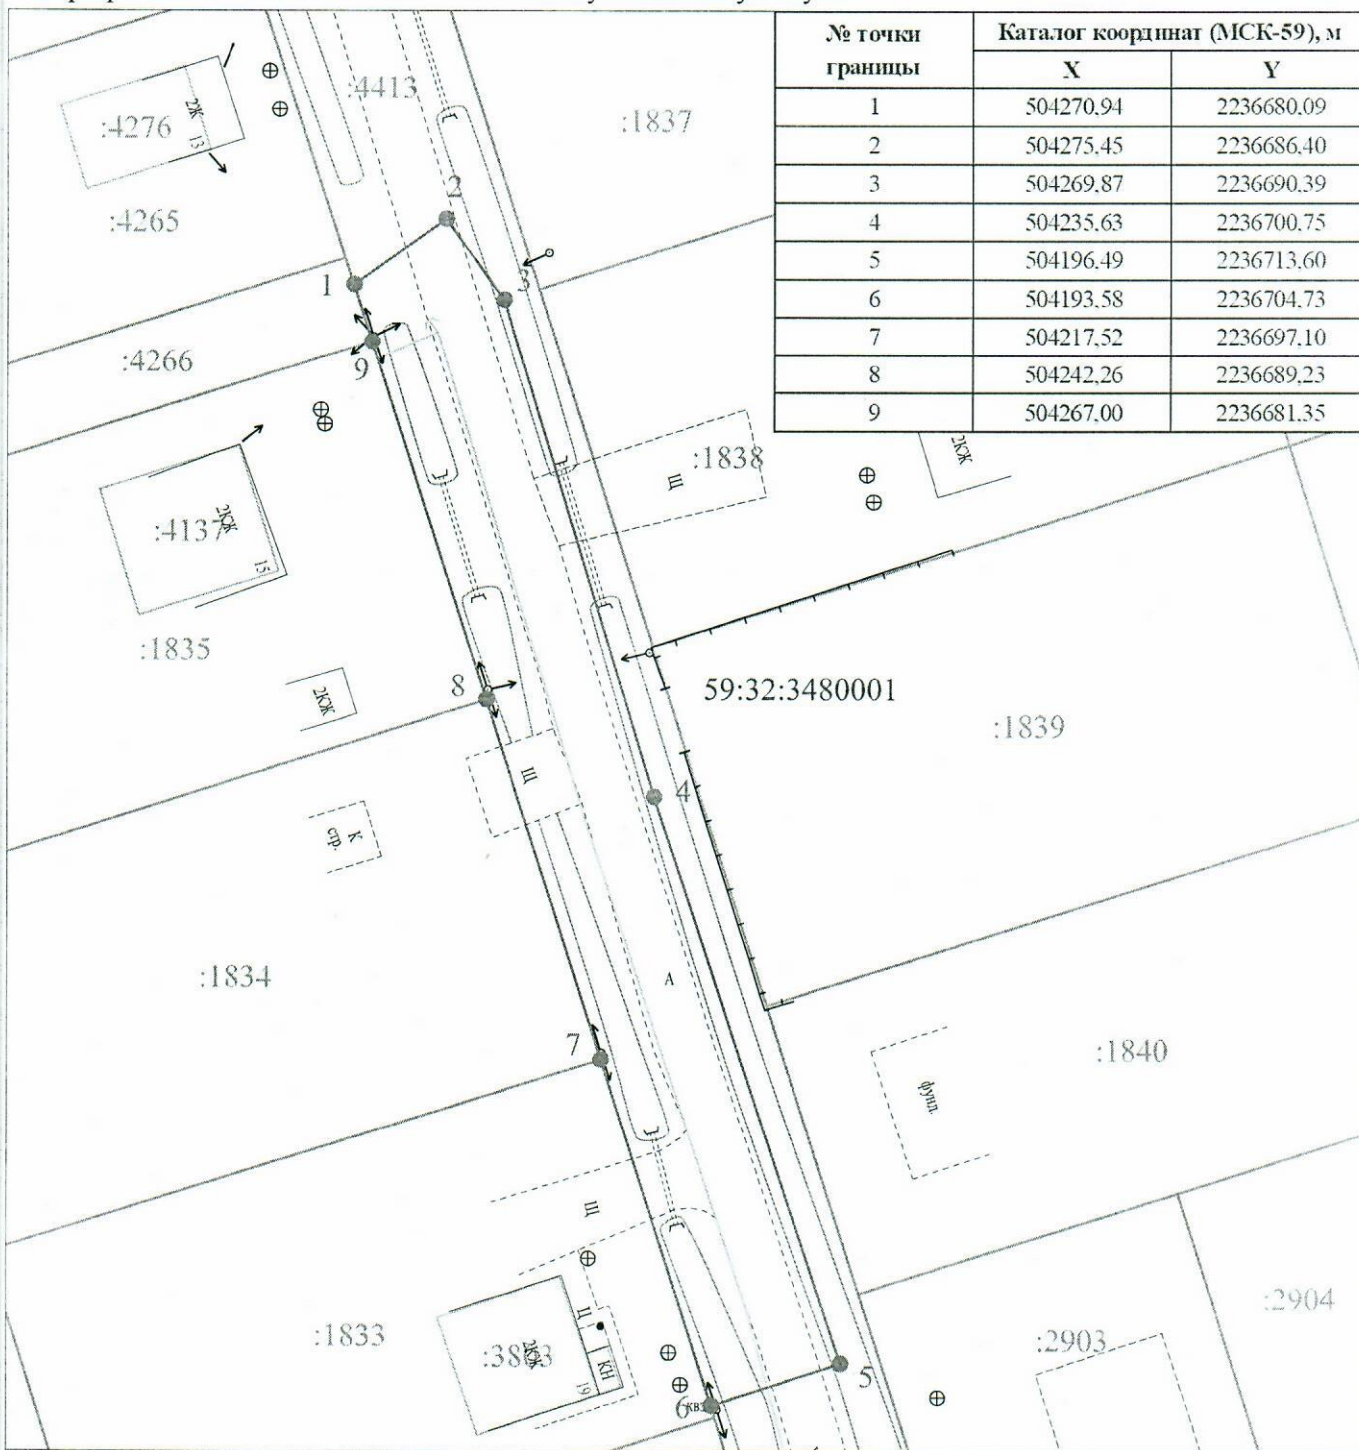 № точки границы | Каталог координат (МСК-59), м
X | Y
1 | 504270,94 | 2236680,09
2 | 504275,45 | 2236686,40
3 | 504269,87 | 2236690,39
4 | 504235,63 | 2236700,75
5 | 504196,49 | 2236713,60
6 | 504193,58 | 2236704,73
7 | 504217,52 | 2236697,10
8 | 504242,26 | 2236689,23
9 | 504267,00 | 2236681,35
:4413
:4276
2Ж
13
:1837
:4265
2
1
3
:4266
9
:1838
Щ
2КЖ
:4137
2КЖ
15
:1835
2КЖ
8
59:32:3480001
:1839
Щ
4
К
стр.
:1834
А
7
:1840
фунд.
Щ
:2904
:1833
Ц
:2903
2КЖ
КН
19
5
6